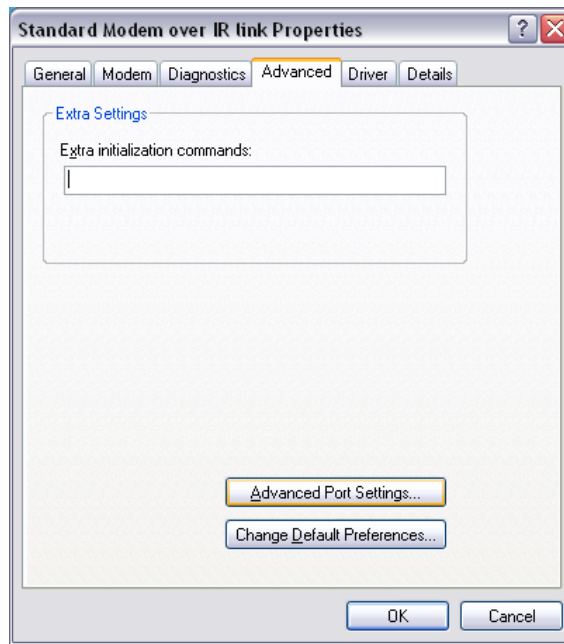 Standard Modem over IR link Properties
?
General Modem Diagnostics Advanced Driver Details
Extra Settings
Extra initialization commands:
Advanced Port Settings...
Change Default Preferences...
OK Cancel